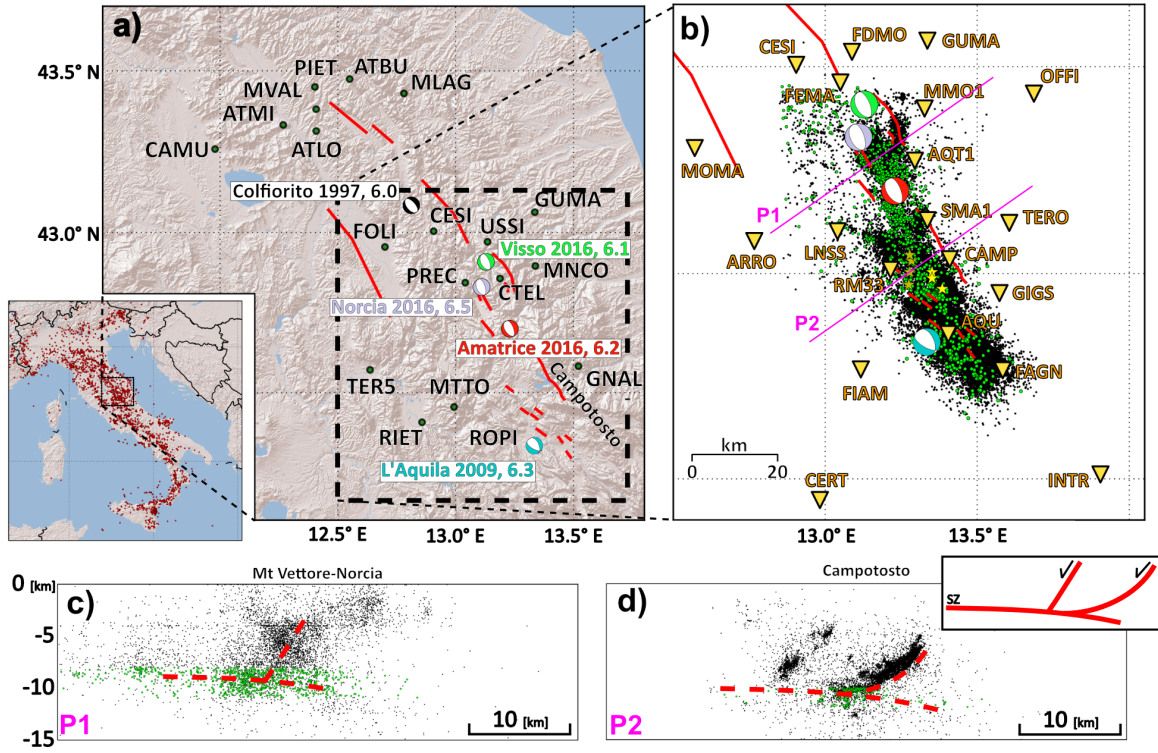 a)
43.5° N
43.0° N
12.5° E
13.0° E
13.5° E
PIET
ATBU
MVAL
MLAG
ATMI
CAMU
ATLO
Colfiorito 1997, 6.0
GUMA
CESI
USSI
FOLI
Visso 2016, 6.1
MNCO
PREC
CTEL
Norcia 2016, 6.5
Amatrice 2016, 6.2
TER5
MTTO
GNAL
Campotosto
RIET
ROPI
L'Aquila 2009, 6.3
b)
CESI
FDMO
GUMA
FEMA
MMO1
OFFI
MOMA
AQT1
P1
SMA1
TERO
ARRO
LNSS
CAMP
RM33
GIGS
P2
AQU
FIAM
FAGN
km
0
20
CERT
INTR
13.0° E
13.5° E
Mt Vettore-Norcia
0 [km]
c)
-5
-10
-15
P1
10 [km]
Campotosto
d)
SZ
P2
10 [km]